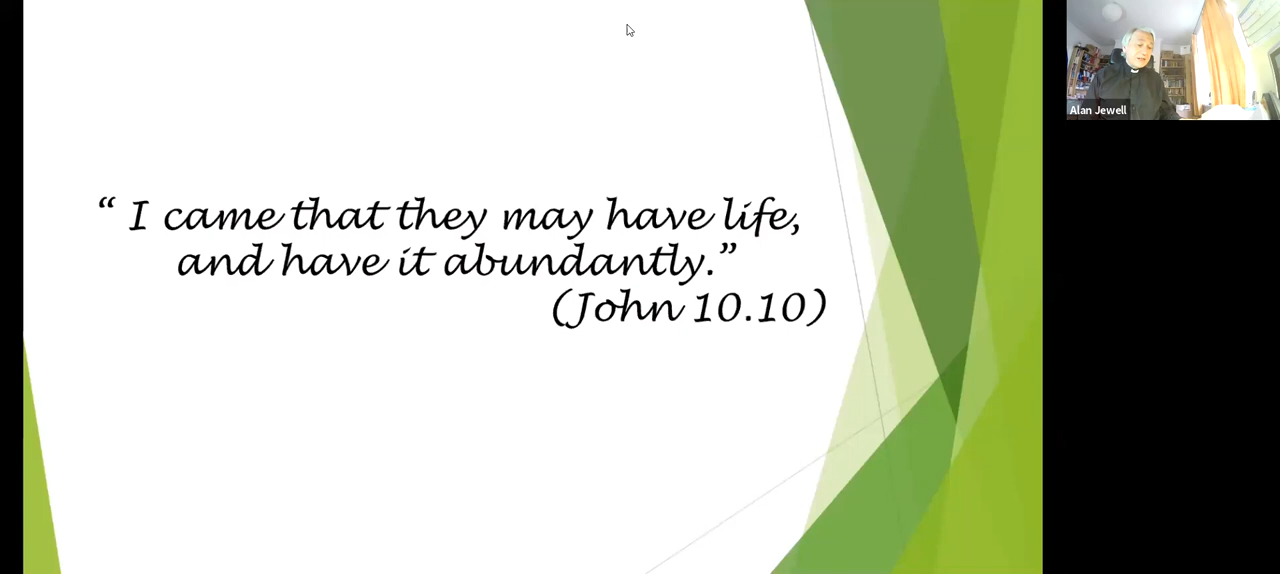 “ I came that they may have life,
and have it abundantly.”
(John 10.10)
Alan Jewell